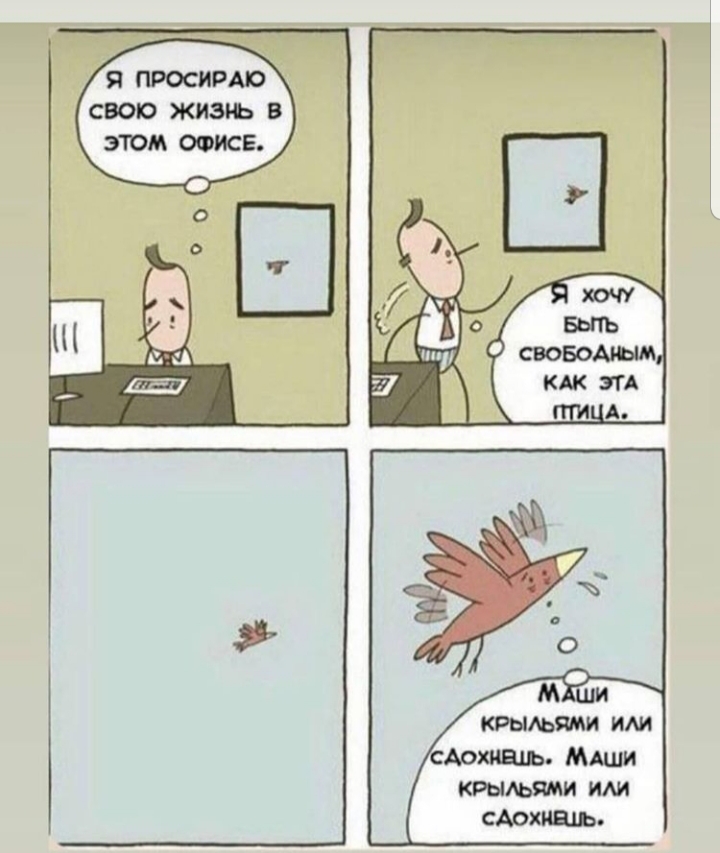 Я ПРОСИРАЮ
СВОЮ ЖИЗНЬ В
ЭТОМ ОФИСЕ.
Я ХОЧУ
БЫТЬ
СВОБОДНЫМ,
КАК ЭТА
ПТИЦА.
МАШИ
КРЫЛЬЯМИ ИЛИ
СДОХНЕШЬ. МАШИ
КРЫЛЬЯМИ ИЛИ
СДОХНЕШЬ.